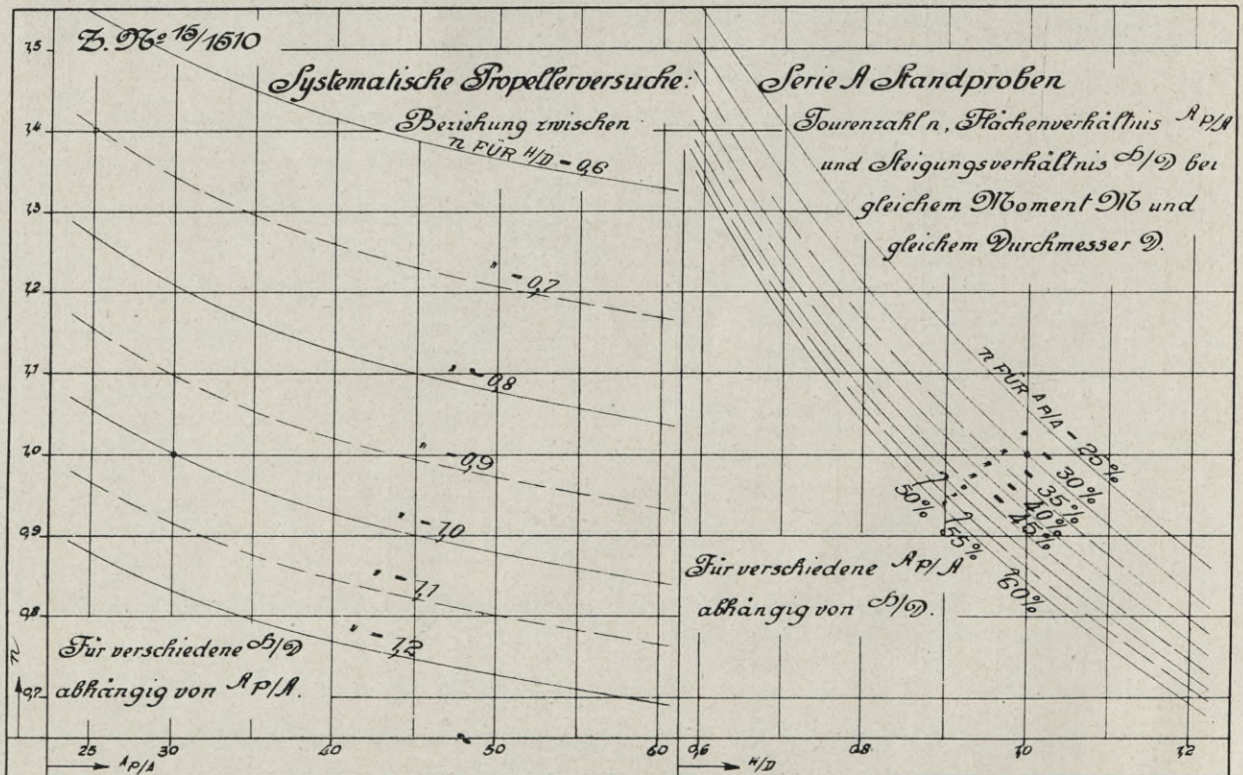 Z. No 15/1510
Systematische Propellerversuche: Serie A Standproben
Beziehung zwischen Tourenzahl n, Flächenverhältnis AP/A
und Steigungsverhältnis H/D bei
gleichem Moment M und
gleichem Durchmesser D.
n FÜR H/D = 0,6
" = 0,7
" = 0,8
" = 0,9
" = 1,0
" = 1,1
" = 1,2
Für verschiedene H/D
abhängig von AP/A.
n FÜR AP/A = 25%
" = 30%
" = 35%
" = 40%
" = 45%
50%
55%
60%
Für verschiedene AP/A
abhängig von H/D.
1,5
1,4
1,3
1,2
1,1
1,0
0,9
0,8
0,7
n
25 30 40 50 60
%
AP/A
0,6 0,8 1,0 1,2
H/D